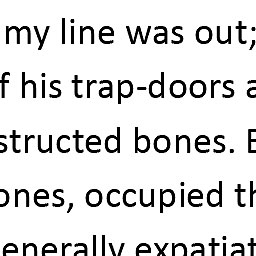 my line was out;
f his trap-doors a
structed bones. E
ones, occupied th
enerally expatiat